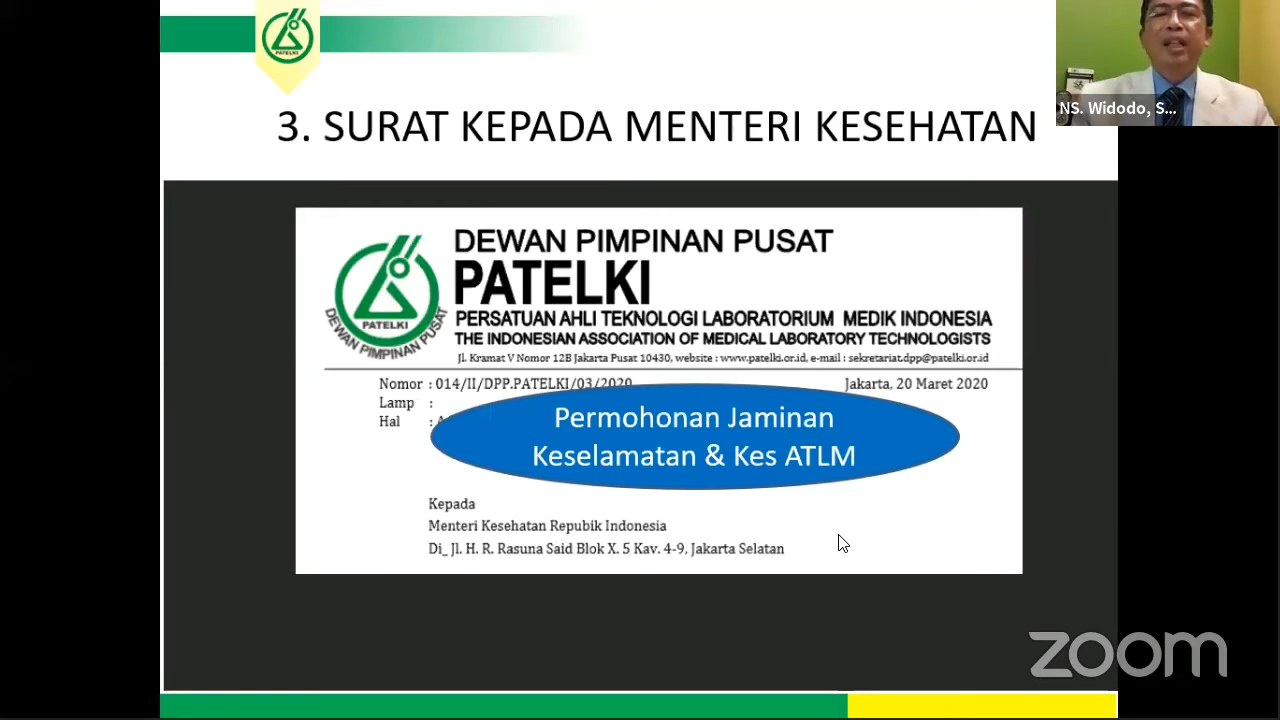 PATELKI
NS. Widodo, S...
3. SURAT KEPADA MENTERI KESEHATAN
DEWAN PIMPINAN PUSAT
PATELKI
PERSATUAN AHLI TEKNOLOGI LABORATORIUM MEDIK INDONESIA
THE INDONESIAN ASSOCIATION OF MEDICAL LABORATORY TECHNOLOGISTS
Jl. Kramat V Nomor 12B Jakarta Pusat 10430, website : www.patelki.or.id, e-mail : sekretariat.dpp@patelki.or.id
PATELKI
DEWAN PIMPINAN PUSAT
Nomor : 014/II/DPP.PATELKI/03/2020
Jakarta, 20 Maret 2020
Lamp :
Hal :
Permohonan Jaminan
Keselamatan & Kes ATLM
Kepada
Menteri Kesehatan Repubik Indonesia
Di_ Jl. H. R. Rasuna Said Blok X. 5 Kav. 4-9, Jakarta Selatan
zoom